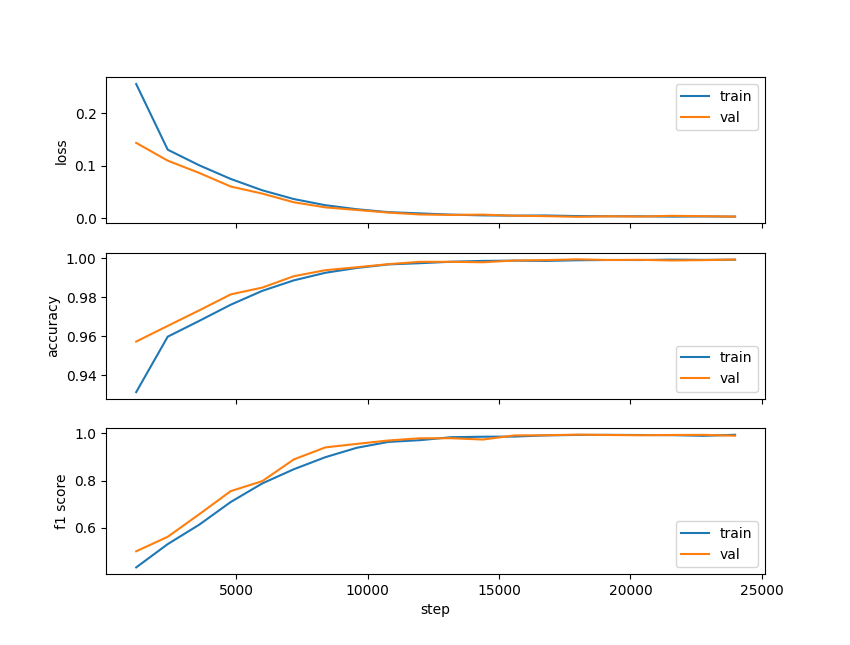 0.2
0.1
0.0
loss
train
val
1.00
0.98
0.96
0.94
accuracy
train
val
1.0
0.8
0.6
f1 score
train
val
5000 10000 15000 20000 25000
step